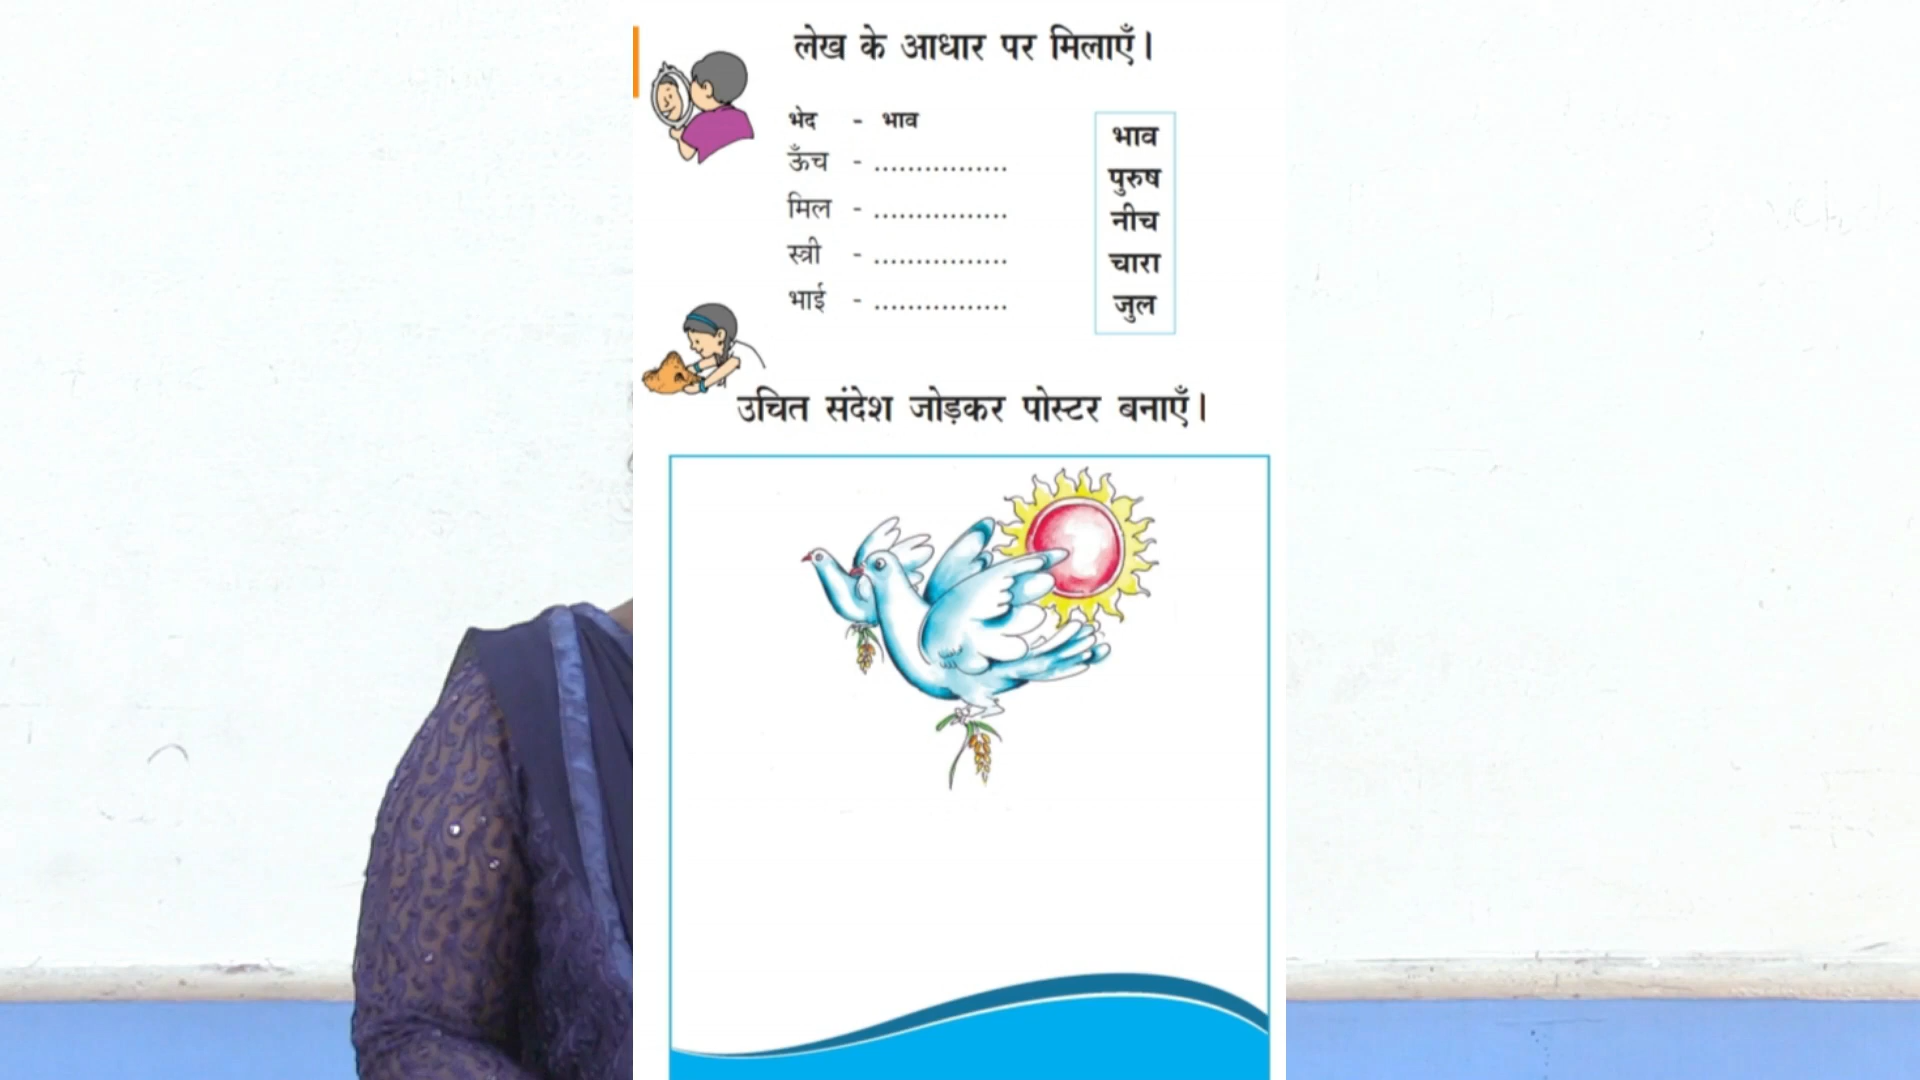 लेख के आधार पर मिलाएँ।
भेद - भाव
ऊँच - ................
मिल - ................
स्त्री - ................
भाई - ................
भाव
पुरुष
नीच
चारा
जुल
उचित संदेश जोड़कर पोस्टर बनाएँ।